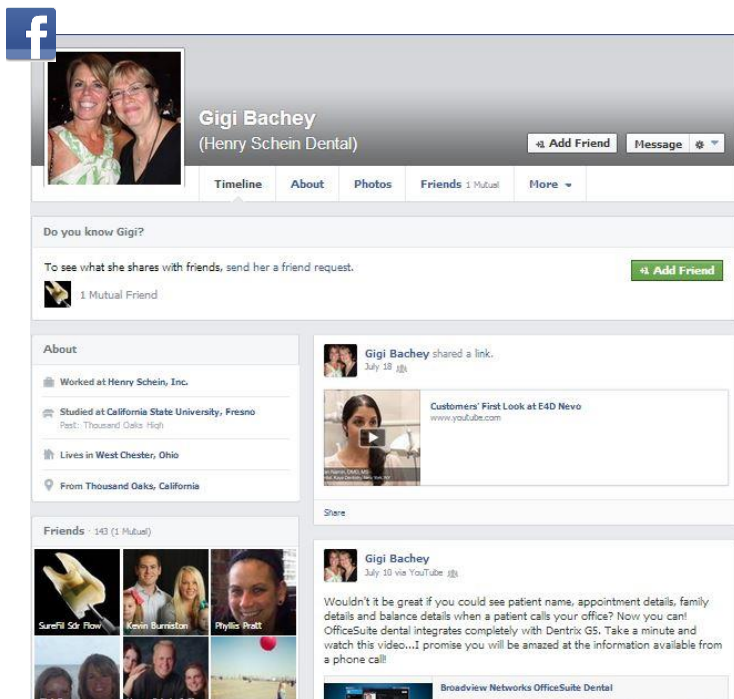 f
Gigi Bachey
(Henry Schein Dental)
+1 Add Friend
Message
Timeline
About
Photos
Friends 1 Mutual
More
Do you know Gigi?
To see what she shares with friends, send her a friend request.
+1 Add Friend
1 Mutual Friend
About
Worked at Henry Schein, Inc.
Studied at California State University, Fresno
Past: Thousand Oaks High
Lives in West Chester, Ohio
From Thousand Oaks, California
Friends · 143 (1 Mutual)
SureFil Sdr Flow
Kevin Burniston
Phyllis Pratt
Gigi Bachey shared a link.
July 18
Customers' First Look at E4D Nevo
www.youtube.com
Share
Gigi Bachey
July 10 via YouTube
Wouldn't it be great if you could see patient name, appointment details, family
details and balance details when a patient calls your office? Now you can!
OfficeSuite dental integrates completely with Dentrix G5. Take a minute and
watch this video...I promise you will be amazed at the information available from
a phone call!
Broadview Networks OfficeSuite Dental